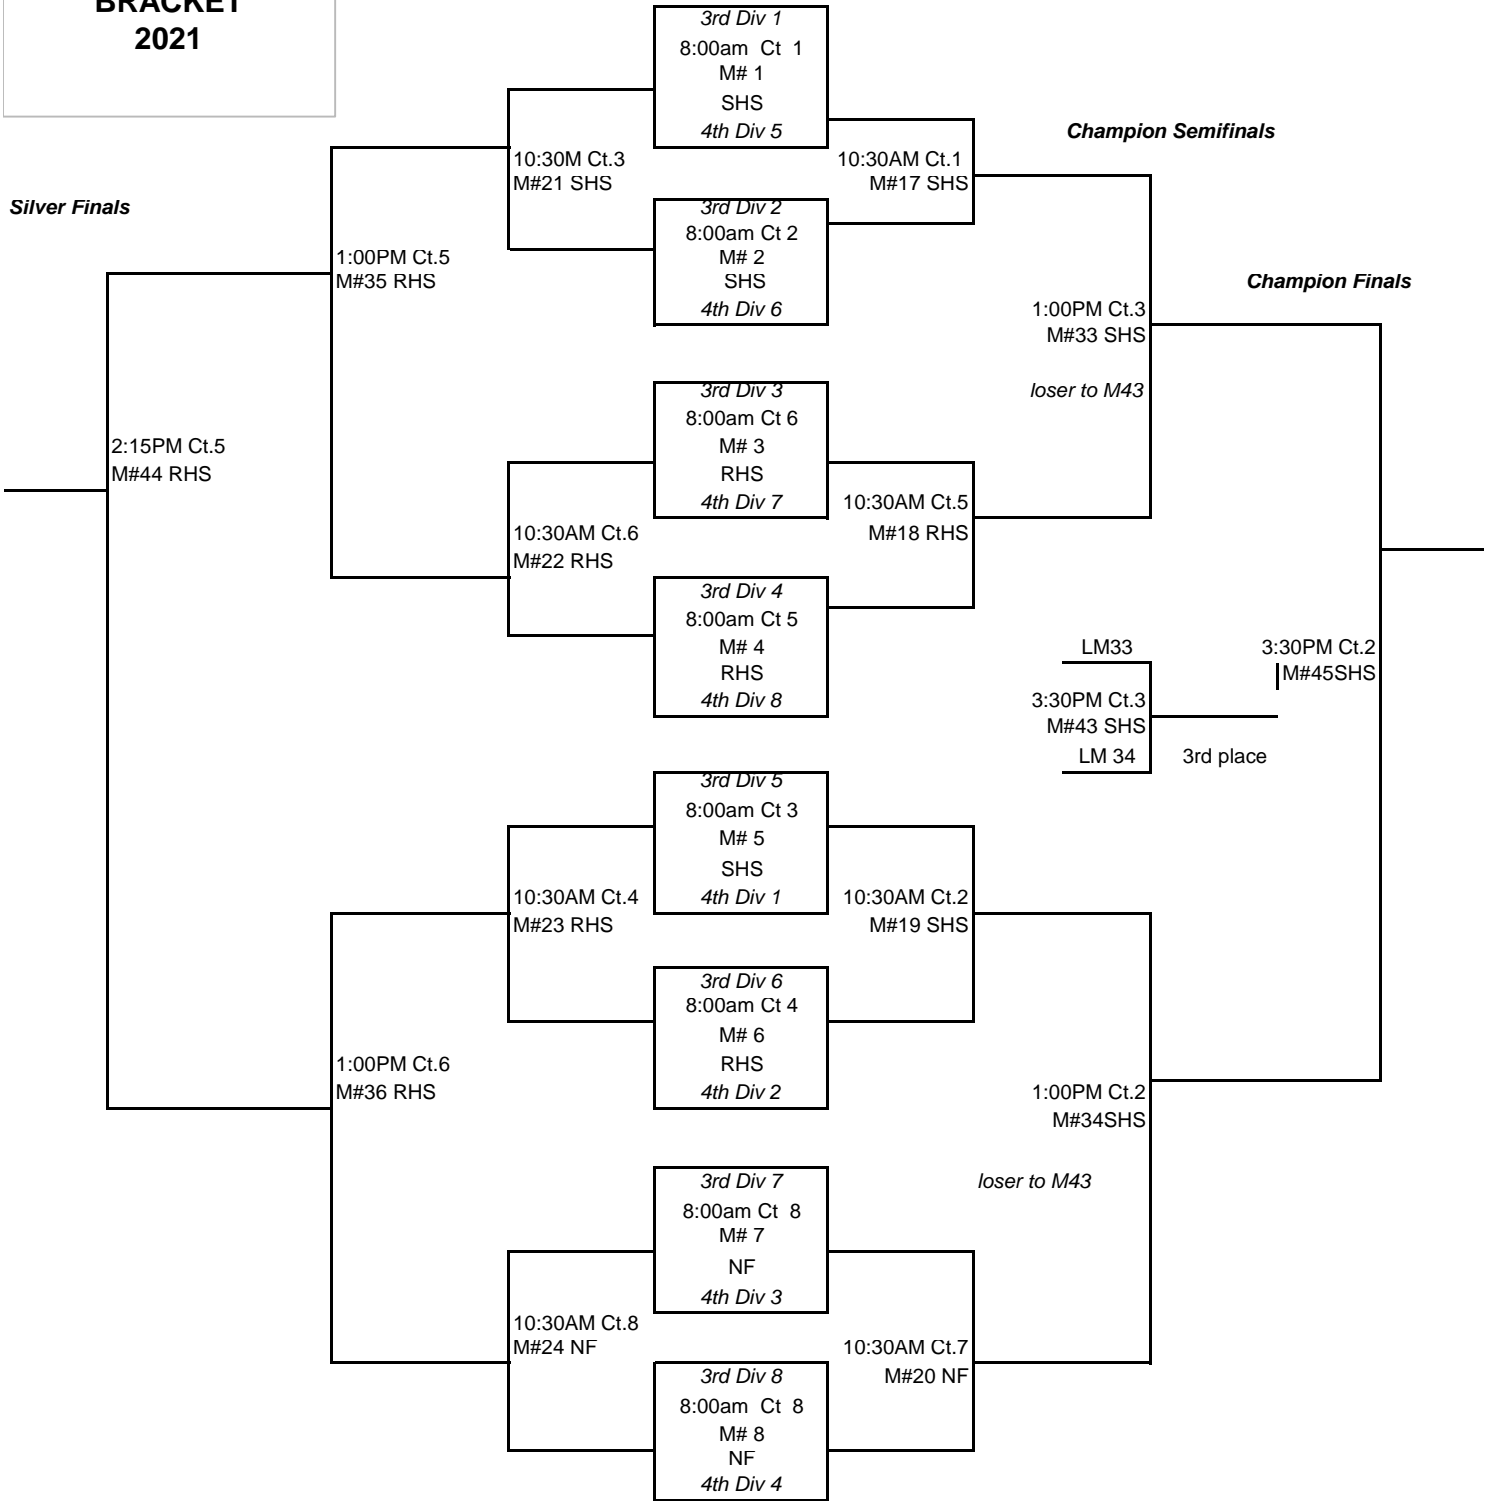 BRACKET
2021
Silver Finals
2:15PM Ct.5
M#44 RHS
1:00PM Ct.5
M#35 RHS
1:00PM Ct.6
M#36 RHS
10:30M Ct.3
M#21 SHS
10:30AM Ct.6
M#22 RHS
10:30AM Ct.4
M#23 RHS
10:30AM Ct.8
M#24 NF
3rd Div 1
8:00am Ct 1
M# 1
SHS
4th Div 5
3rd Div 2
8:00am Ct 2
M# 2
SHS
4th Div 6
3rd Div 3
8:00am Ct 6
M# 3
RHS
4th Div 7
3rd Div 4
8:00am Ct 5
M# 4
RHS
4th Div 8
3rd Div 5
8:00am Ct 3
M# 5
SHS
4th Div 1
3rd Div 6
8:00am Ct 4
M# 6
RHS
4th Div 2
3rd Div 7
8:00am Ct 8
M# 7
NF
4th Div 3
3rd Div 8
8:00am Ct 8
M# 8
NF
4th Div 4
10:30AM Ct.1
M#17 SHS
10:30AM Ct.5
M#18 RHS
10:30AM Ct.2
M#19 SHS
10:30AM Ct.7
M#20 NF
Champion Semifinals
1:00PM Ct.3
M#33 SHS
loser to M43
LM33
3:30PM Ct.3
M#43 SHS
LM 34
3rd place
1:00PM Ct.2
M#34SHS
loser to M43
Champion Finals
3:30PM Ct.2
M#45SHS